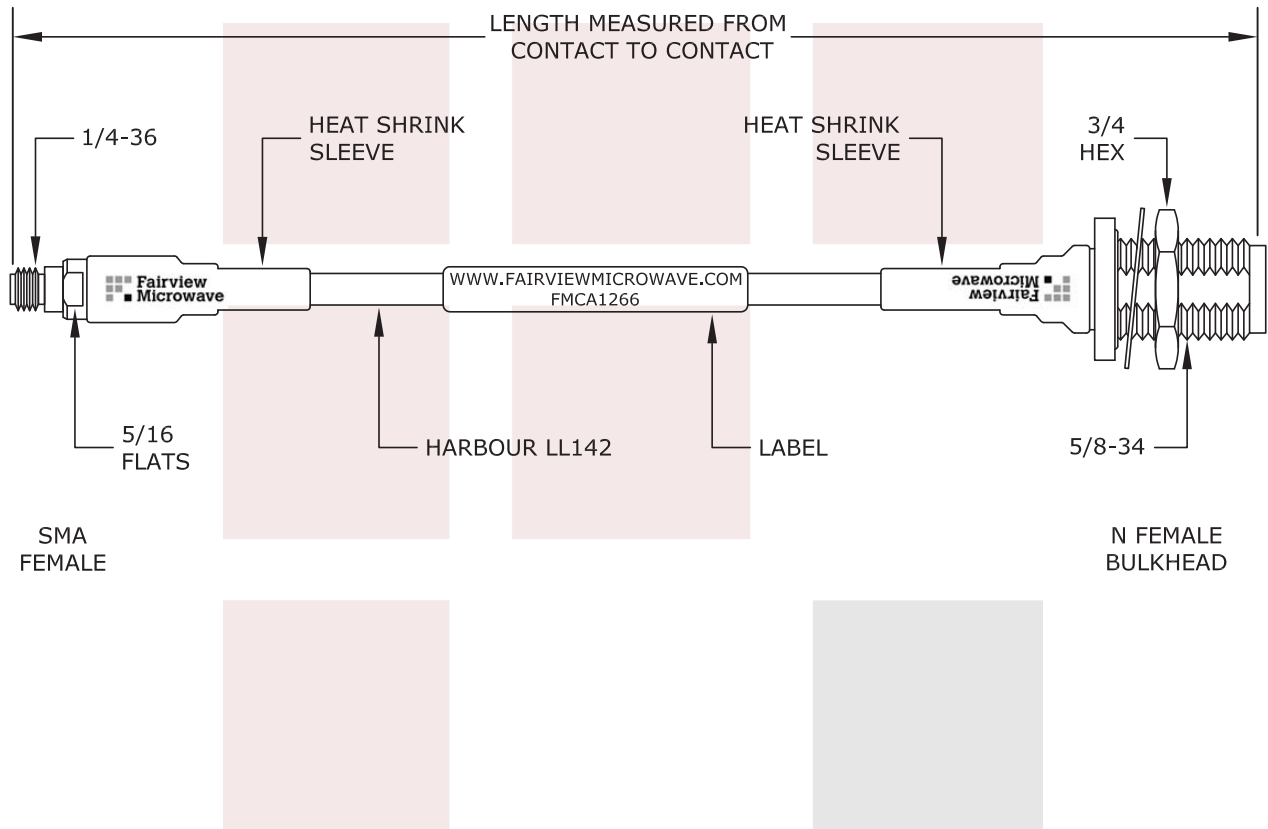 LENGTH MEASURED FROM
CONTACT TO CONTACT
1/4-36
HEAT SHRINK
SLEEVE
HEAT SHRINK
SLEEVE
3/4
HEX
Fairview
Microwave
WWW.FAIRVIEWMICROWAVE.COM
FMCA1266
Fairview
Microwave
5/16
FLATS
HARBOUR LL142
LABEL
5/8-34
SMA
FEMALE
N FEMALE
BULKHEAD